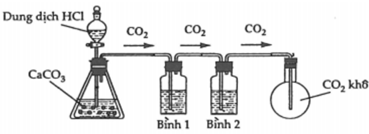 Dung dịch HCl
CO₂
CO₂
CO₂
CaCO₃
CO₂ khô
Bình 1
Bình 2